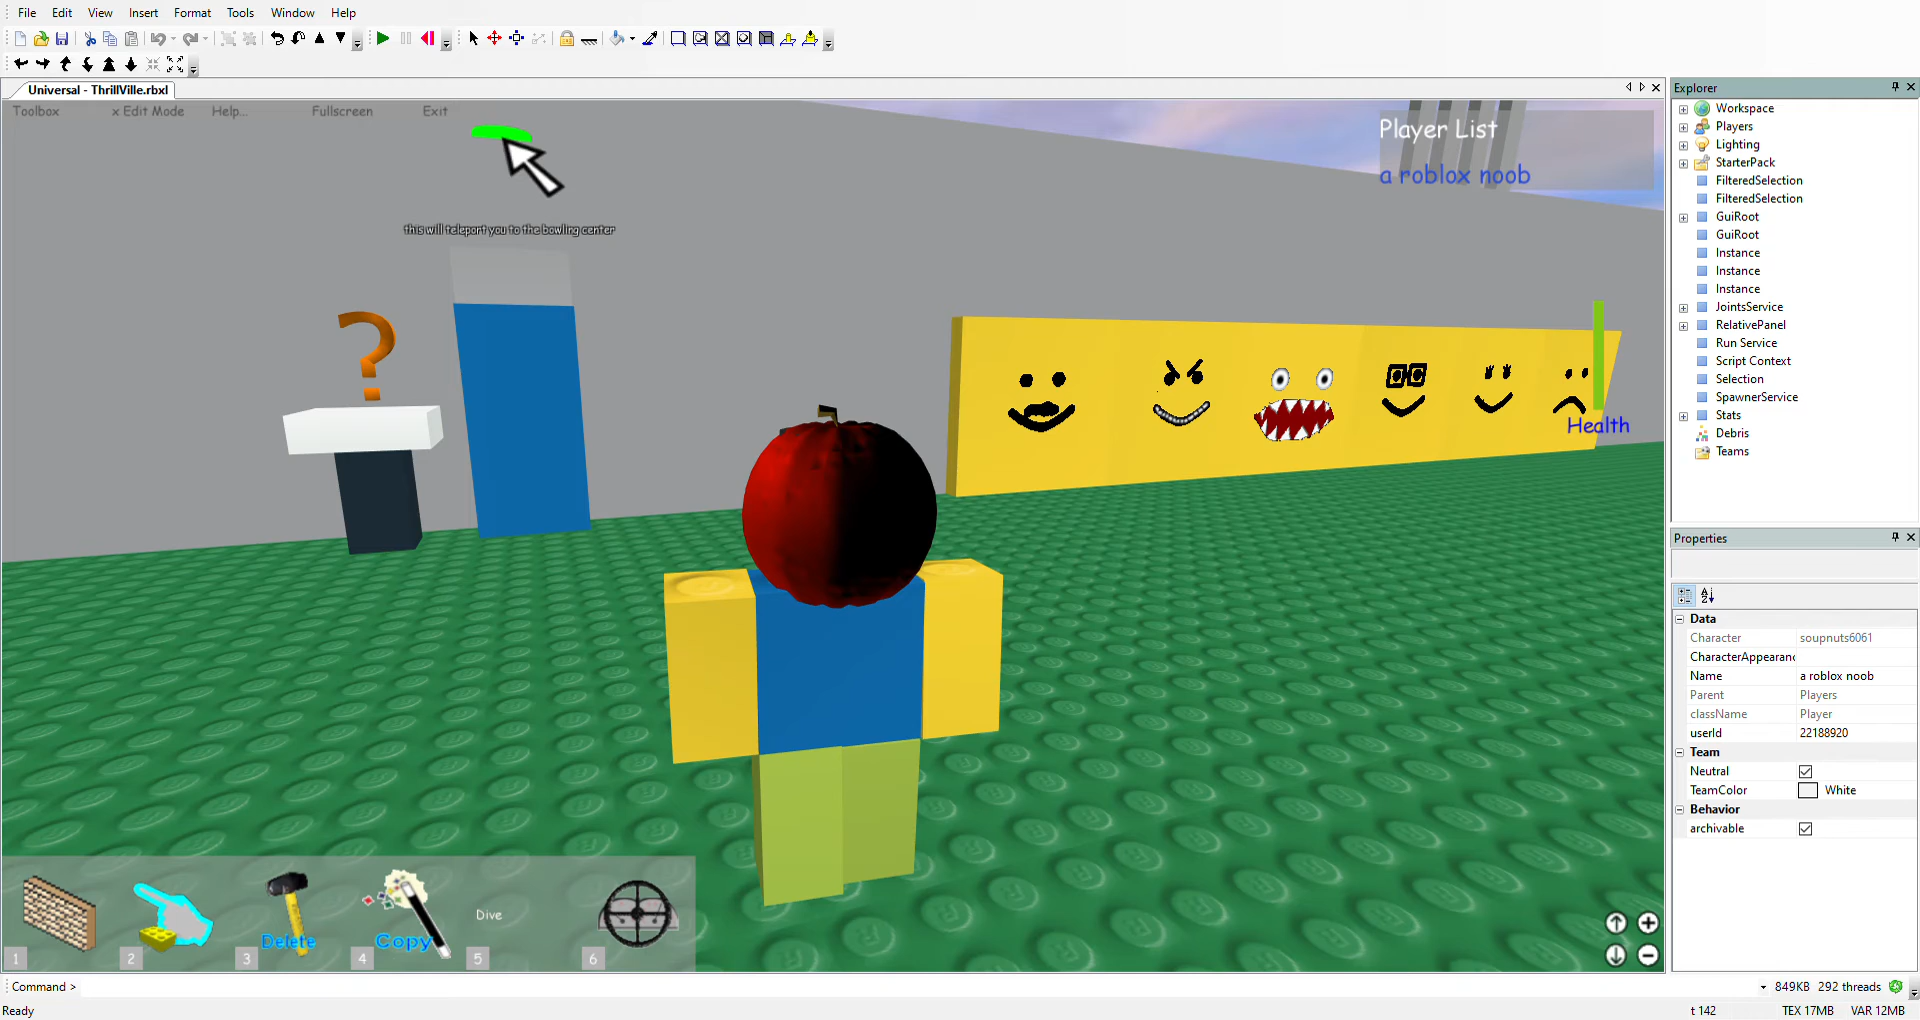 File Edit View Insert Format Tools Window Help
Universal - ThrillVille.rbxl
Toolbox x Edit Mode Help... Fullscreen Exit
Player List
a roblox noob
this will teleport you to the bowling center
Health
Dive
Delete
Copy
1 2 3 4 5 6
Explorer
Workspace
Players
Lighting
StarterPack
FilteredSelection
FilteredSelection
GuiRoot
GuiRoot
Instance
Instance
Instance
JointsService
RelativePanel
Run Service
Script Context
Selection
SpawnerService
Stats
Debris
Teams
Properties
Data
Character soupnuts6061
CharacterAppearanc
Name a roblox noob
Parent Players
className Player
userId 22188920
Team
Neutral
TeamColor White
Behavior
archivable
Command > 849KB 292 threads
Ready t 142 TEX 17MB VAR 12MB